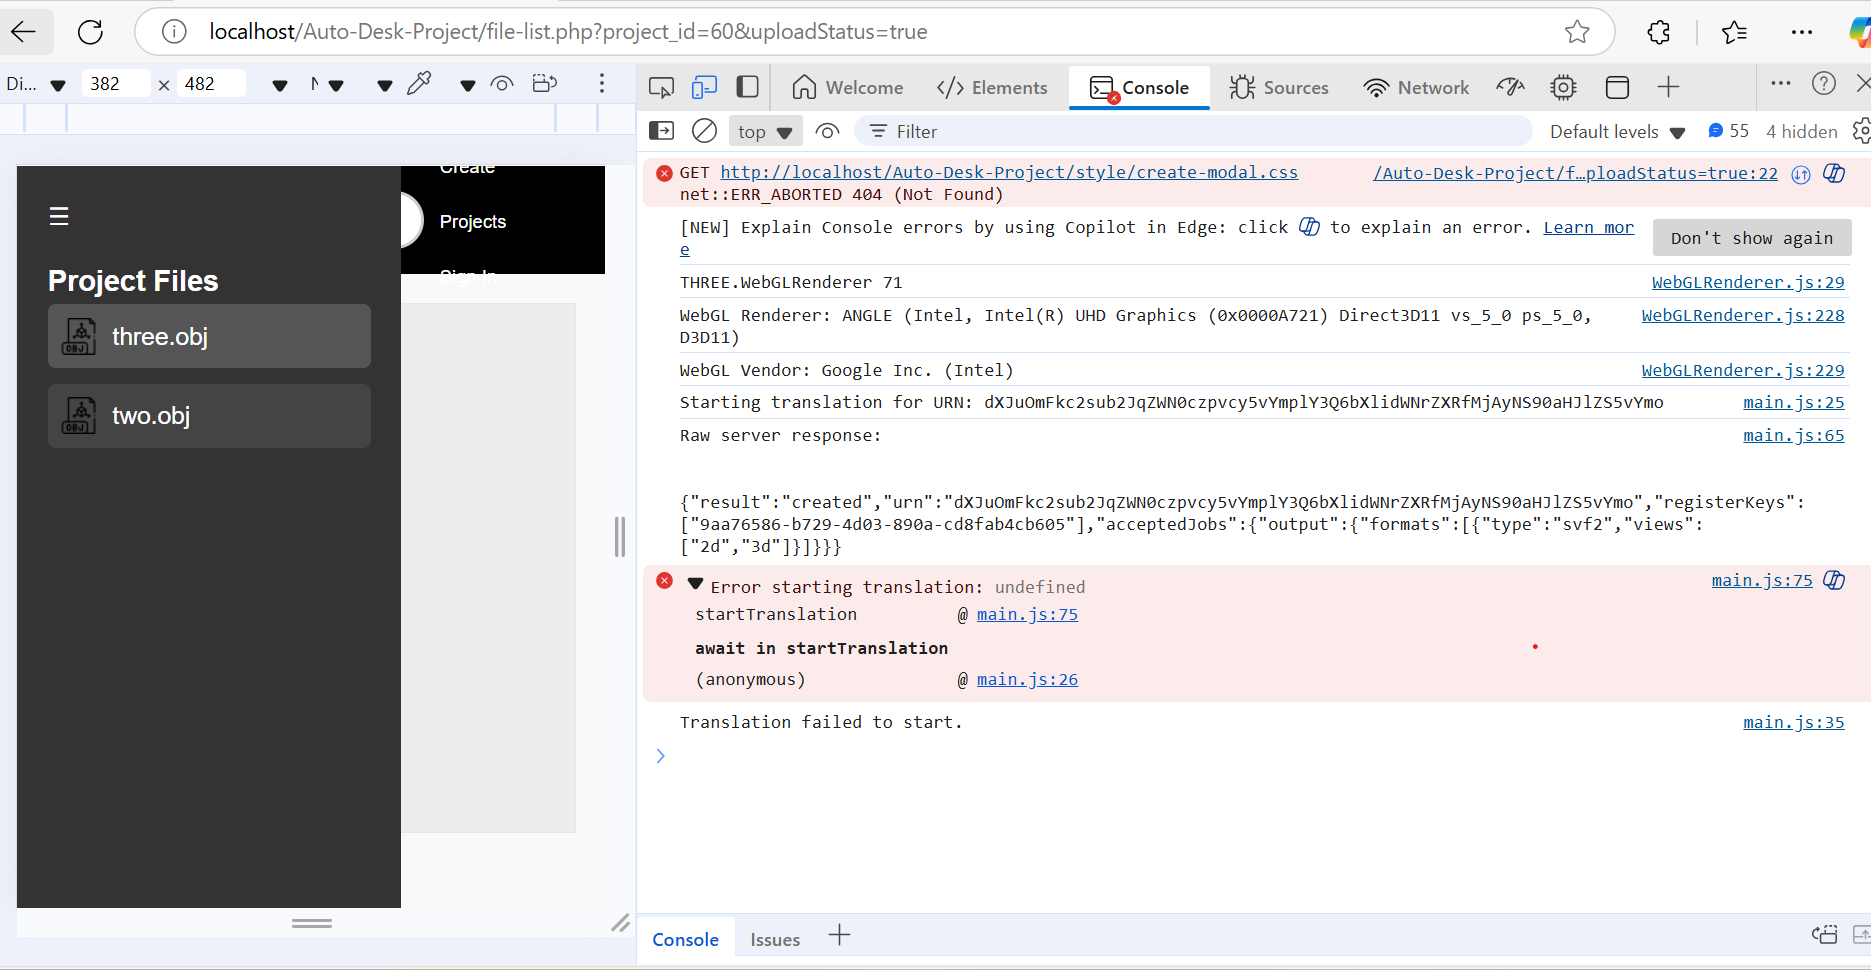 localhost/Auto-Desk-Project/file-list.php?project_id=60&uploadStatus=true
Di... 382 × 482
Welcome
Elements
Console
Sources
Network
top
Filter
Default levels
55
4 hidden
Create
Projects
Sign In
Project Files
OBJ three.obj
OBJ two.obj
GET http://localhost/Auto-Desk-Project/style/create-modal.css /Auto-Desk-Project/f…ploadStatus=true:22
net::ERR_ABORTED 404 (Not Found)
[NEW] Explain Console errors by using Copilot in Edge: click to explain an error. Learn mor
e
Don't show again
THREE.WebGLRenderer 71 WebGLRenderer.js:29
WebGL Renderer: ANGLE (Intel, Intel(R) UHD Graphics (0x0000A721) Direct3D11 vs_5_0 ps_5_0, WebGLRenderer.js:228
D3D11)
WebGL Vendor: Google Inc. (Intel) WebGLRenderer.js:229
Starting translation for URN: dXJuOmFkc2sub2JqZWN0czpvcy5vYmplY3Q6bXlidWNrZXRfMjAyNS90aHJlZS5vYmo main.js:25
Raw server response: main.js:65
{"result":"created","urn":"dXJuOmFkc2sub2JqZWN0czpvcy5vYmplY3Q6bXlidWNrZXRfMjAyNS90aHJlZS5vYmo","registerKeys":
["9aa76586-b729-4d03-890a-cd8fab4cb605"],"acceptedJobs":{"output":{"formats":[{"type":"svf2","views":
["2d","3d"]}]}}}
Error starting translation: undefined main.js:75
startTranslation @ main.js:75
await in startTranslation
(anonymous) @ main.js:26
Translation failed to start. main.js:35
Console
Issues